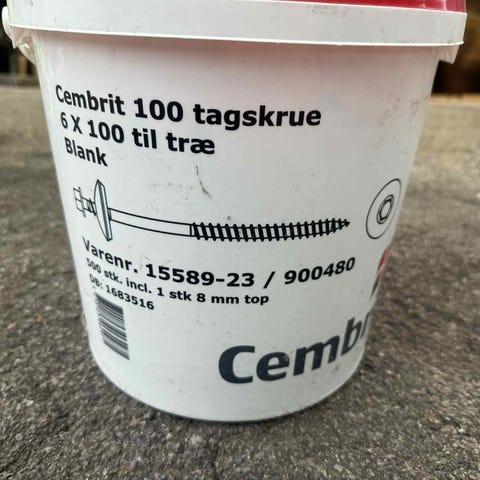 Cembrit 100 tagskrue
6 X 100 til træ
Blank
Varenr. 15589-23 / 900480
500 stk. incl. 1 stk 8 mm top
DB: 1683516
Cembr